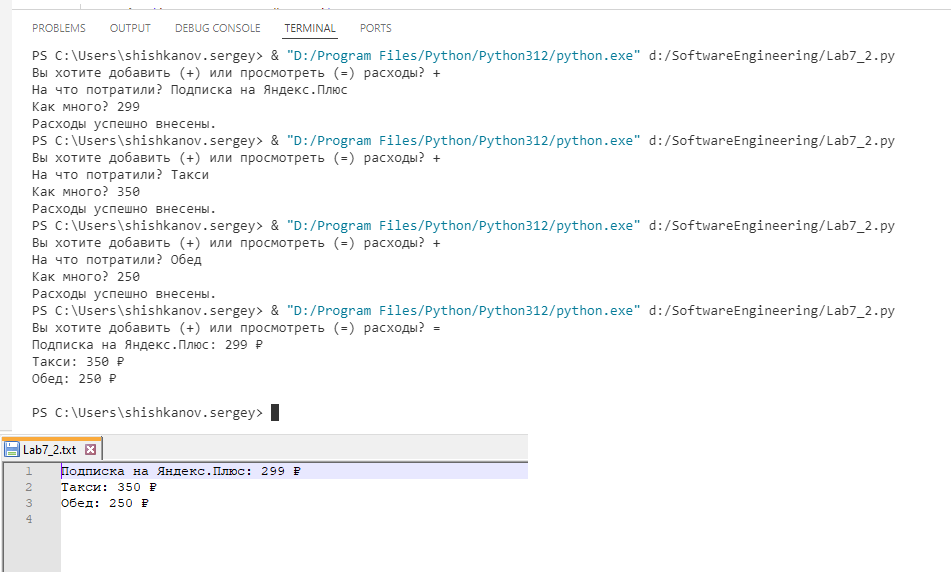 PROBLEMS OUTPUT DEBUG CONSOLE TERMINAL PORTS
PS C:\Users\shishkanov.sergey> & "D:/Program Files/Python/Python312/python.exe" d:/SoftwareEngineering/Lab7_2.py
Вы хотите добавить (+) или просмотреть (=) расходы? +
На что потратили? Подписка на Яндекс.Плюс
Как много? 299
Расходы успешно внесены.
PS C:\Users\shishkanov.sergey> & "D:/Program Files/Python/Python312/python.exe" d:/SoftwareEngineering/Lab7_2.py
Вы хотите добавить (+) или просмотреть (=) расходы? +
На что потратили? Такси
Как много? 350
Расходы успешно внесены.
PS C:\Users\shishkanov.sergey> & "D:/Program Files/Python/Python312/python.exe" d:/SoftwareEngineering/Lab7_2.py
Вы хотите добавить (+) или просмотреть (=) расходы? +
На что потратили? Обед
Как много? 250
Расходы успешно внесены.
PS C:\Users\shishkanov.sergey> & "D:/Program Files/Python/Python312/python.exe" d:/SoftwareEngineering/Lab7_2.py
Вы хотите добавить (+) или просмотреть (=) расходы? =
Подписка на Яндекс.Плюс: 299 ₽
Такси: 350 ₽
Обед: 250 ₽
PS C:\Users\shishkanov.sergey>
Lab7_2.txt
1 Подписка на Яндекс.Плюс: 299 ₽
2 Такси: 350 ₽
3 Обед: 250 ₽
4